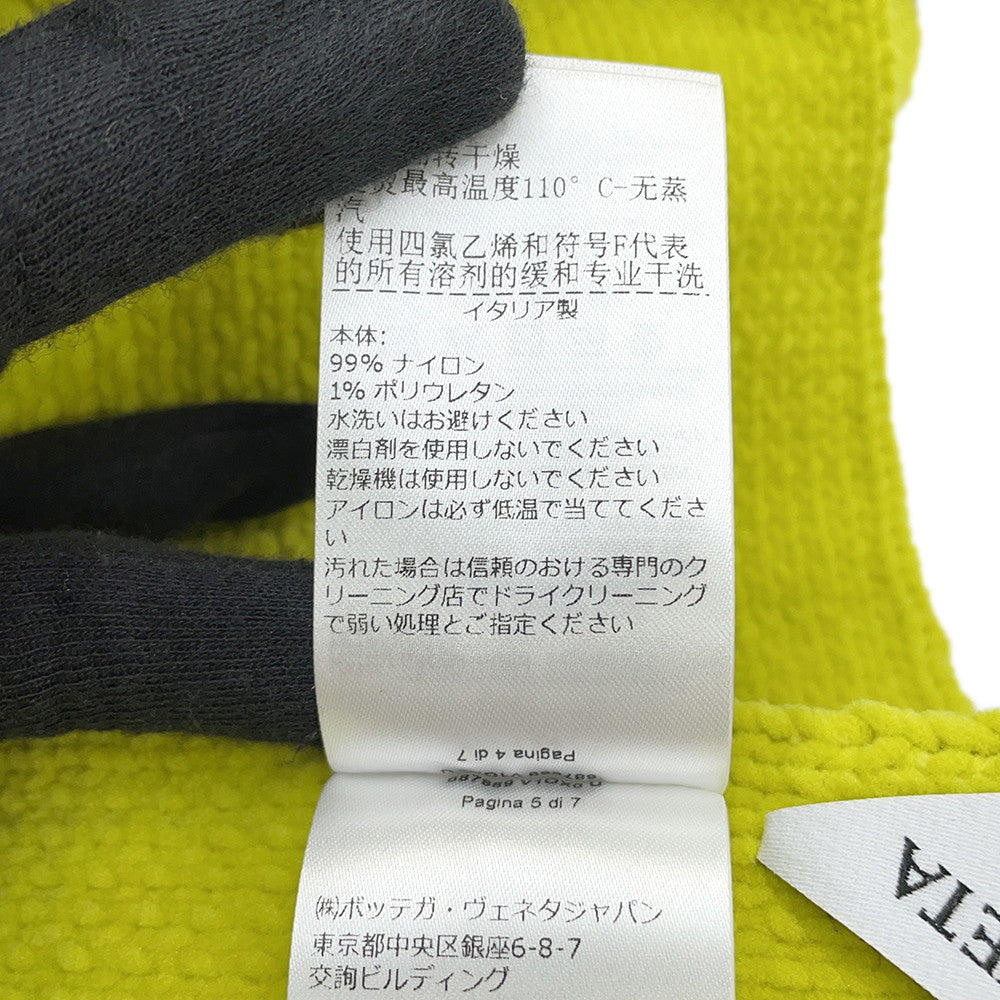 转干燥
最高温度110° C-无蒸
汽
使用四氯乙烯和符号F代表
的所有溶剂的缓和专业干洗
イタリア製
本体:
99% ナイロン
1% ポリウレタン
水洗いはお避けください
漂白剤を使用しないでください
乾燥機は使用しないでください
アイロンは必ず低温で当ててくださ
い
汚れた場合は信頼のおける専門のク
リーニング店でドライクリーニング
で弱い処理とご指定ください
Pagina 4 di 7
Pagina 5 di 7
㈱ボッテガ・ヴェネタジャパン
東京都中央区銀座6-8-7
交詢ビルディング
ETA